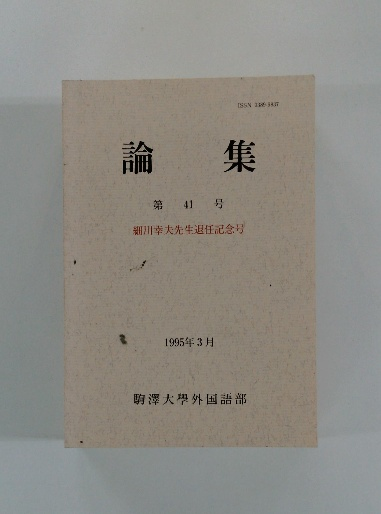 論集
第 41 号
細川幸夫先生退任記念号
1995年3月
駒澤大學外国語部